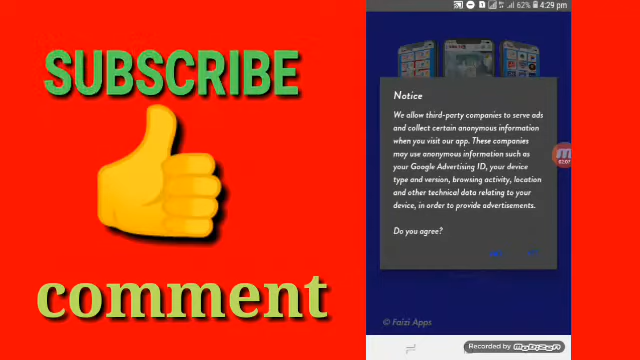 SUBSCRIBE
comment
62% 4:29 pm
Notice
We allow third-party companies to serve ads
and collect certain anonymous information
when you visit our app. These companies
may use anonymous information such as
your Google Advertising ID, your device
type and version, browsing activity, location
and other technical data relating to your
device, in order to provide advertisements.
Do you agree?
02:07
© Faizi Apps
Recorded by Mobizen